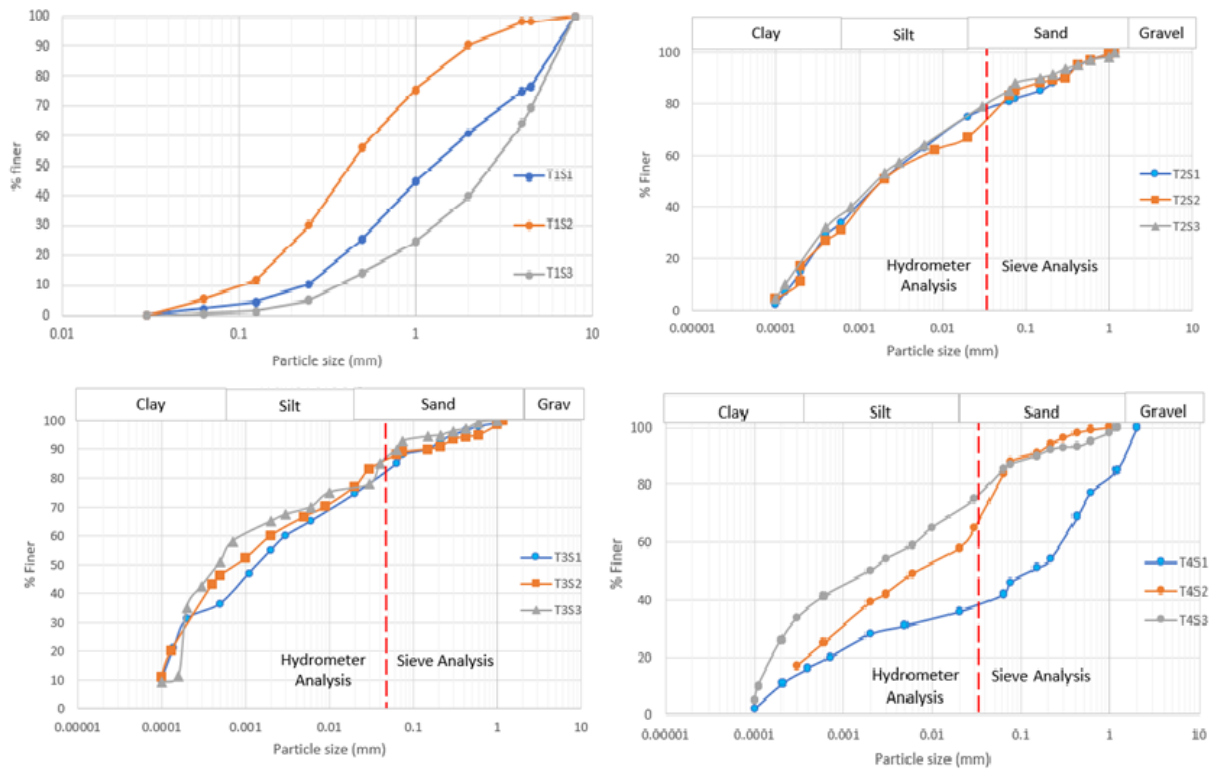 100
90
80
70
60
50
40
30
20
10
0
% finer
0.01
0.1
1
10
Particle size (mm)
T1S1
T1S2
T1S3
Clay
Silt
Sand
Gravel
100
80
60
40
20
0
% Finer
T2S1
T2S2
T2S3
Hydrometer
Analysis
Sieve Analysis
0.00001
0.0001
0.001
0.01
0.1
1
10
Particle size (mm)
Clay
Silt
Sand
Grav
100
90
80
70
60
50
40
30
20
10
0
% Finer
T3S1
T3S2
T3S3
Hydrometer
Analysis
Sieve Analysis
0.00001
0.0001
0.001
0.01
0.1
1
10
Particle size (mm)
Clay
Silt
Sand
Gravel
100
80
60
40
20
0
% Finer
T4S1
T4S2
T4S3
Hydrometer
Analysis
Sieve Analysis
0.00001
0.0001
0.001
0.01
0.1
1
10
Particle size (mm)